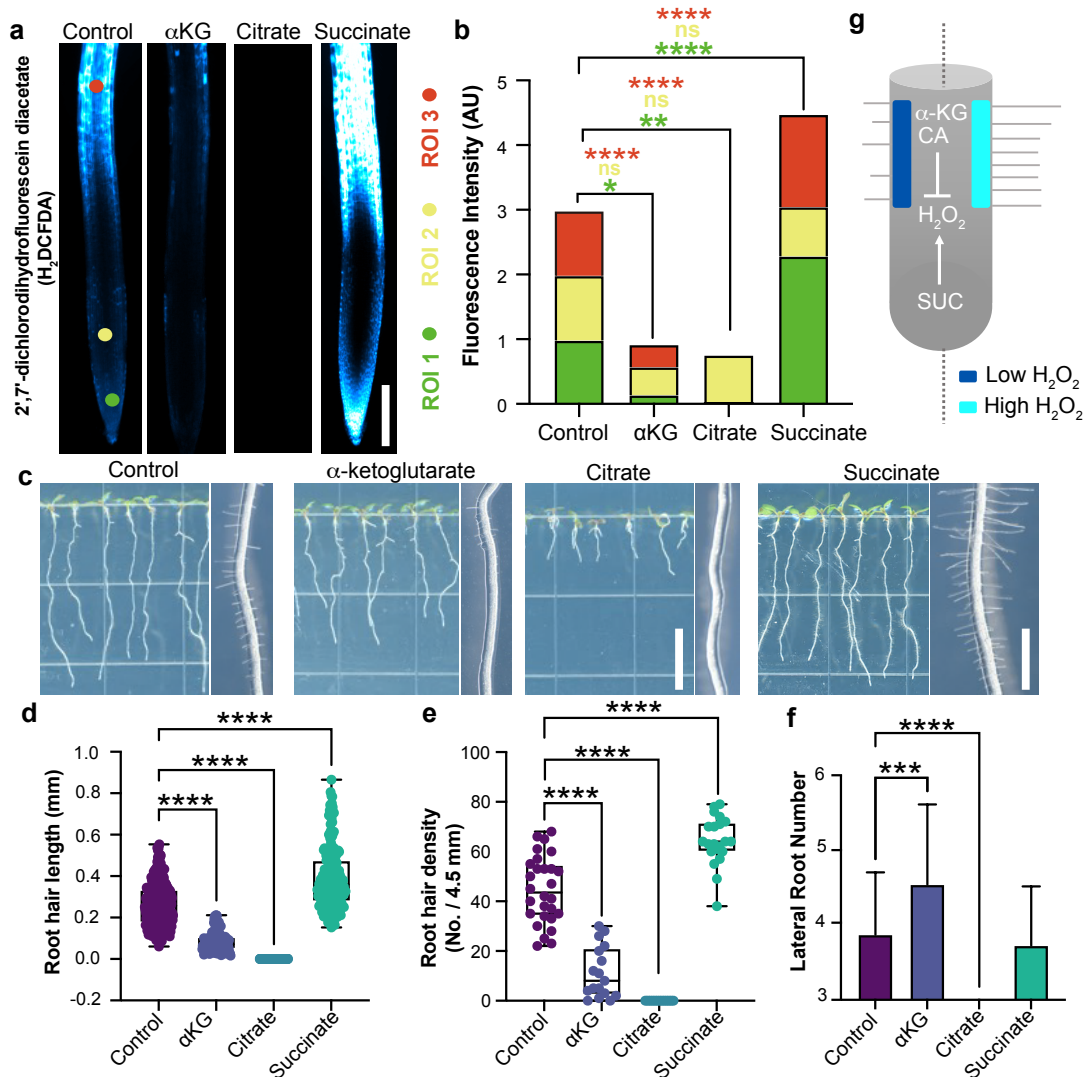 a
Control
αKG
Citrate
Succinate
2',7'-dichlorodihydrofluorescein diacetate
(H₂DCFDA)
ROI 3
ROI 2
ROI 1
b
****
ns
****
****
ns
**
****
ns
*
Fluorescence Intensity (AU)
5
4
3
2
1
0
Control
αKG
Citrate
Succinate
g
α-KG
CA
H₂O₂
SUC
Low H₂O₂
High H₂O₂
c
Control
α-ketoglutarate
Citrate
Succinate
d
****
****
****
Root hair length (mm)
1.0
0.8
0.6
0.4
0.2
0.0
-0.2
Control
αKG
Citrate
Succinate
e
****
****
****
Root hair density
(No. / 4.5 mm)
100
80
60
40
20
0
Control
αKG
Citrate
Succinate
f
****
***
Lateral Root Number
6
5
4
3
Control
αKG
Citrate
Succinate